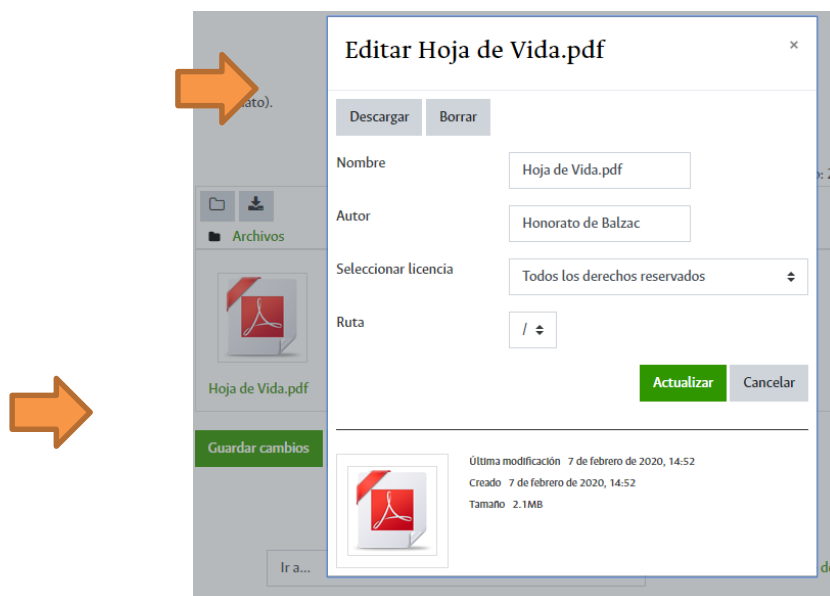 Editar Hoja de Vida.pdf
×
Descargar Borrar
Nombre Hoja de Vida.pdf
Autor Honorato de Balzac
Archivos
Seleccionar licencia Todos los derechos reservados
Ruta /
Actualizar Cancelar
Hoja de Vida.pdf
Guardar cambios
Última modificación 7 de febrero de 2020, 14:52
Creado 7 de febrero de 2020, 14:52
Tamaño 2.1MB
Ir a...